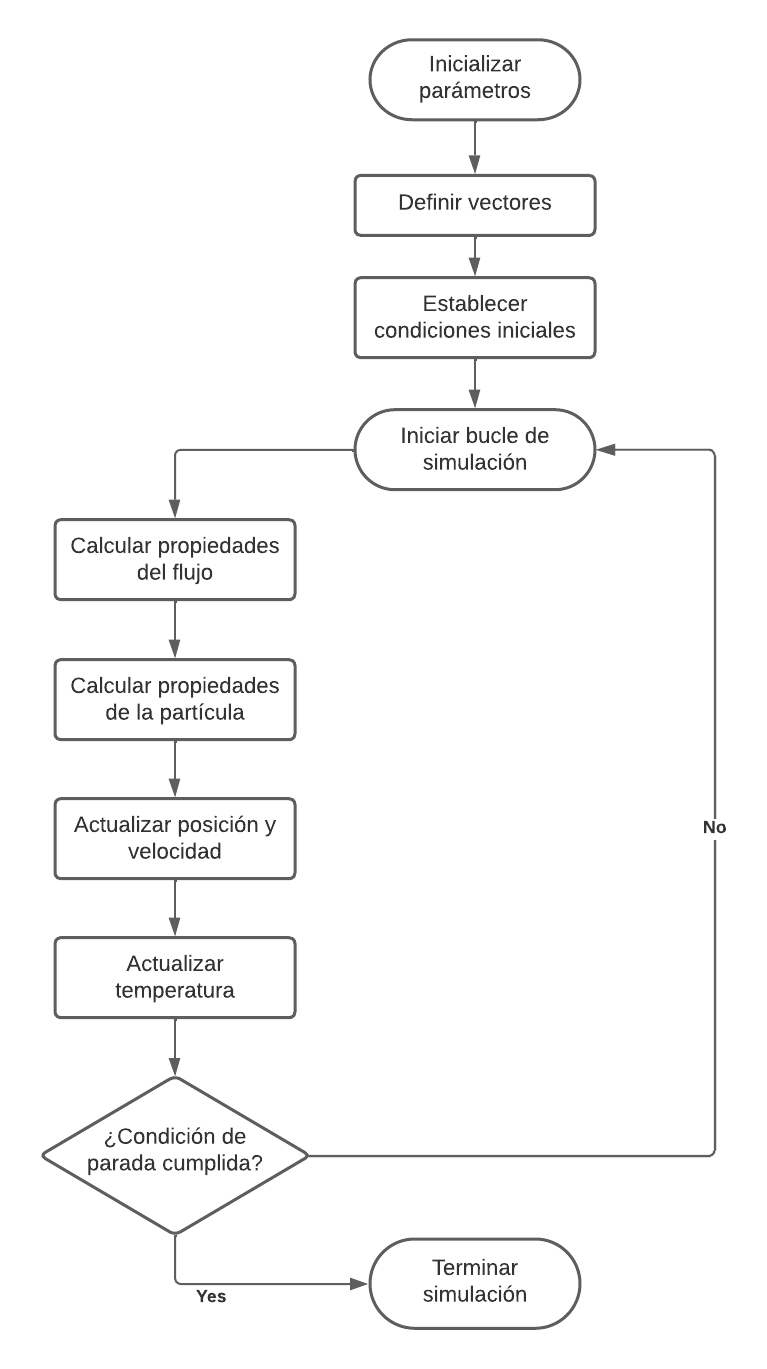 Inicializar
parámetros
Definir vectores
Establecer
condiciones iniciales
Iniciar bucle de
simulación
Calcular propiedades
del flujo
Calcular propiedades
de la partícula
Actualizar posición y
velocidad
No
Actualizar
temperatura
¿Condición de
parada cumplida?
Terminar
simulación
Yes